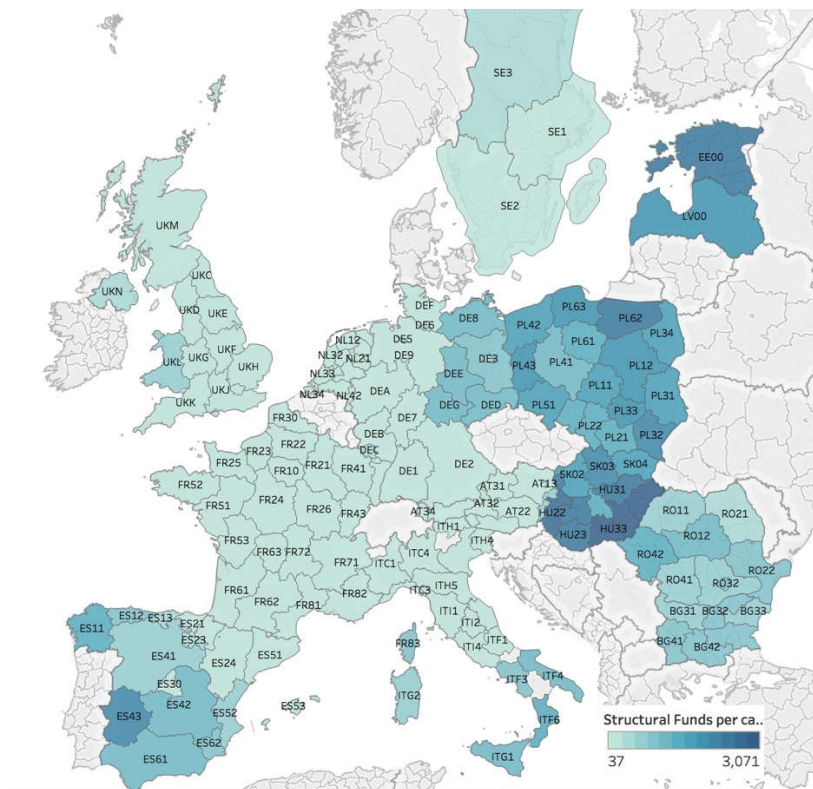 SE3
SE1
EE00
SE2
LV00
UKM
UKC
UKN
UKD
UKE
UKL
UKG
UKF
UKH
UKJ
UKK
DEF
DE8
DE6
NL12
DE5
NL32
NL21
DE9
NL33
DEE
DE3
NL34
NL42
DEA
DEG
DED
DE7
DEB
DEC
DE1
DE2
PL63
PL42
PL62
PL34
PL61
PL41
PL43
PL12
PL11
PL31
PL51
PL33
PL22
PL32
PL21
SK03
SK04
SK02
HU31
HU22
HU33
HU23
FR30
FR23
FR22
FR25
FR10
FR21
FR41
FR52
FR24
FR51
FR26
FR43
FR53
FR63
FR72
FR71
FR61
FR62
FR81
FR82
FR83
AT13
AT31
AT32
AT22
AT34
ITH1
ITH4
ITC4
ITC1
ITH5
ITC3
ITI1
ITI2
ITF1
ITI4
ITF3
ITF4
ITG2
ITF6
ITG1
RO11
RO21
RO12
RO42
RO22
RO41
RO32
BG31
BG32
BG33
BG41
BG42
ES11
ES12
ES13
ES21
ES23
ES41
ES24
ES51
ES30
ES42
ES43
ES52
ES53
ES62
ES61
Structural Funds per ca..
37
3,071